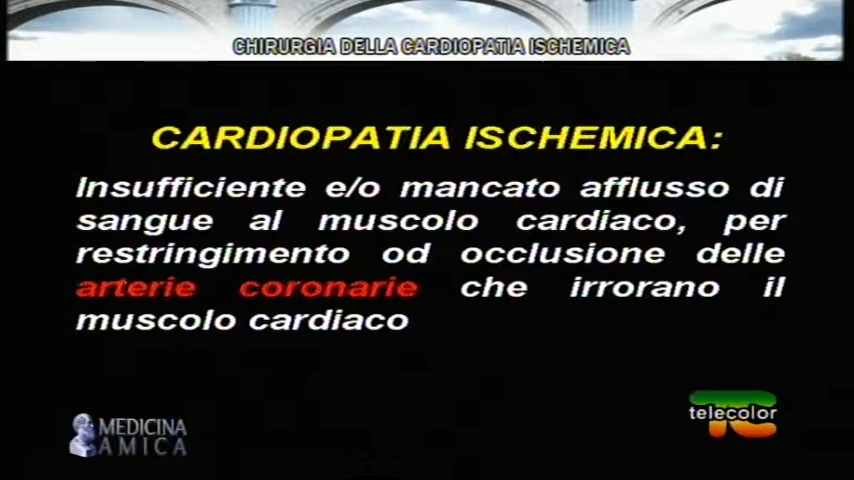 CHIRURGIA DELLA CARDIOPATIA ISCHEMICA
CARDIOPATIA ISCHEMICA:
Insufficiente e/o mancato afflusso di
sangue al muscolo cardiaco, per
restringimento od occlusione delle
arterie coronarie che irrorano il
muscolo cardiaco
MEDICINA
AMICA
telecolor